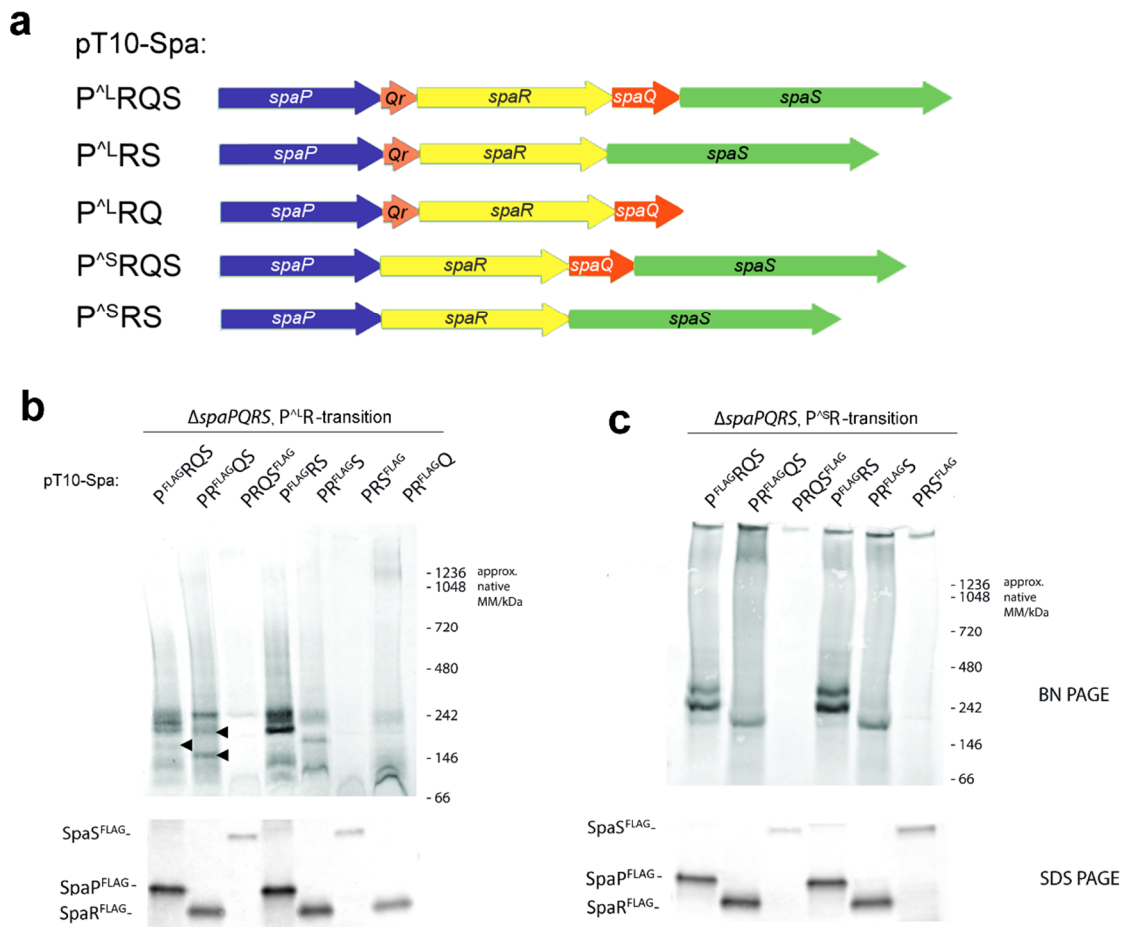 a
pT10-Spa:
P^LRQS spaP Qr spaR spaQ spaS
P^LRS spaP Qr spaR spaS
P^LRQ spaP Qr spaR spaQ
P^SRQS spaP spaR spaQ spaS
P^SRS spaP spaR spaS
b
ΔspaPQRS, P^LR-transition
pT10-Spa:
PFLAGRQS PRFLAGQS PRQSFLAG PFLAGRS PRFLAGS PRSFLAG PRFLAGQ
- 1236 approx.
- 1048 native
MM/kDa
- 720
- 480
- 242
- 146
- 66
SpaSFLAG-
SpaPFLAG-
SpaRFLAG-
c
ΔspaPQRS, P^SR-transition
PFLAGRQS PRFLAGQS PRQSFLAG PFLAGRS PRFLAGS PRSFLAG
- 1236 approx.
- 1048 native
MM/kDa
- 720
- 480
- 242
- 146
- 66
BN PAGE
SpaSFLAG-
SpaPFLAG-
SpaRFLAG-
SDS PAGE